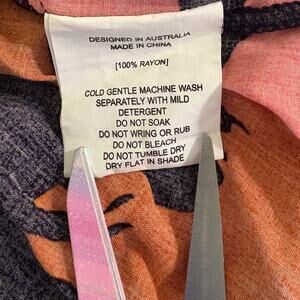 DESIGNED IN AUSTRALIA
MADE IN CHINA
[100% RAYON]
COLD GENTLE MACHINE WASH
SEPARATELY WITH MILD
DETERGENT
DO NOT SOAK
DO NOT WRING OR RUB
DO NOT BLEACH
DO NOT TUMBLE DRY
DRY FLAT IN SHADE